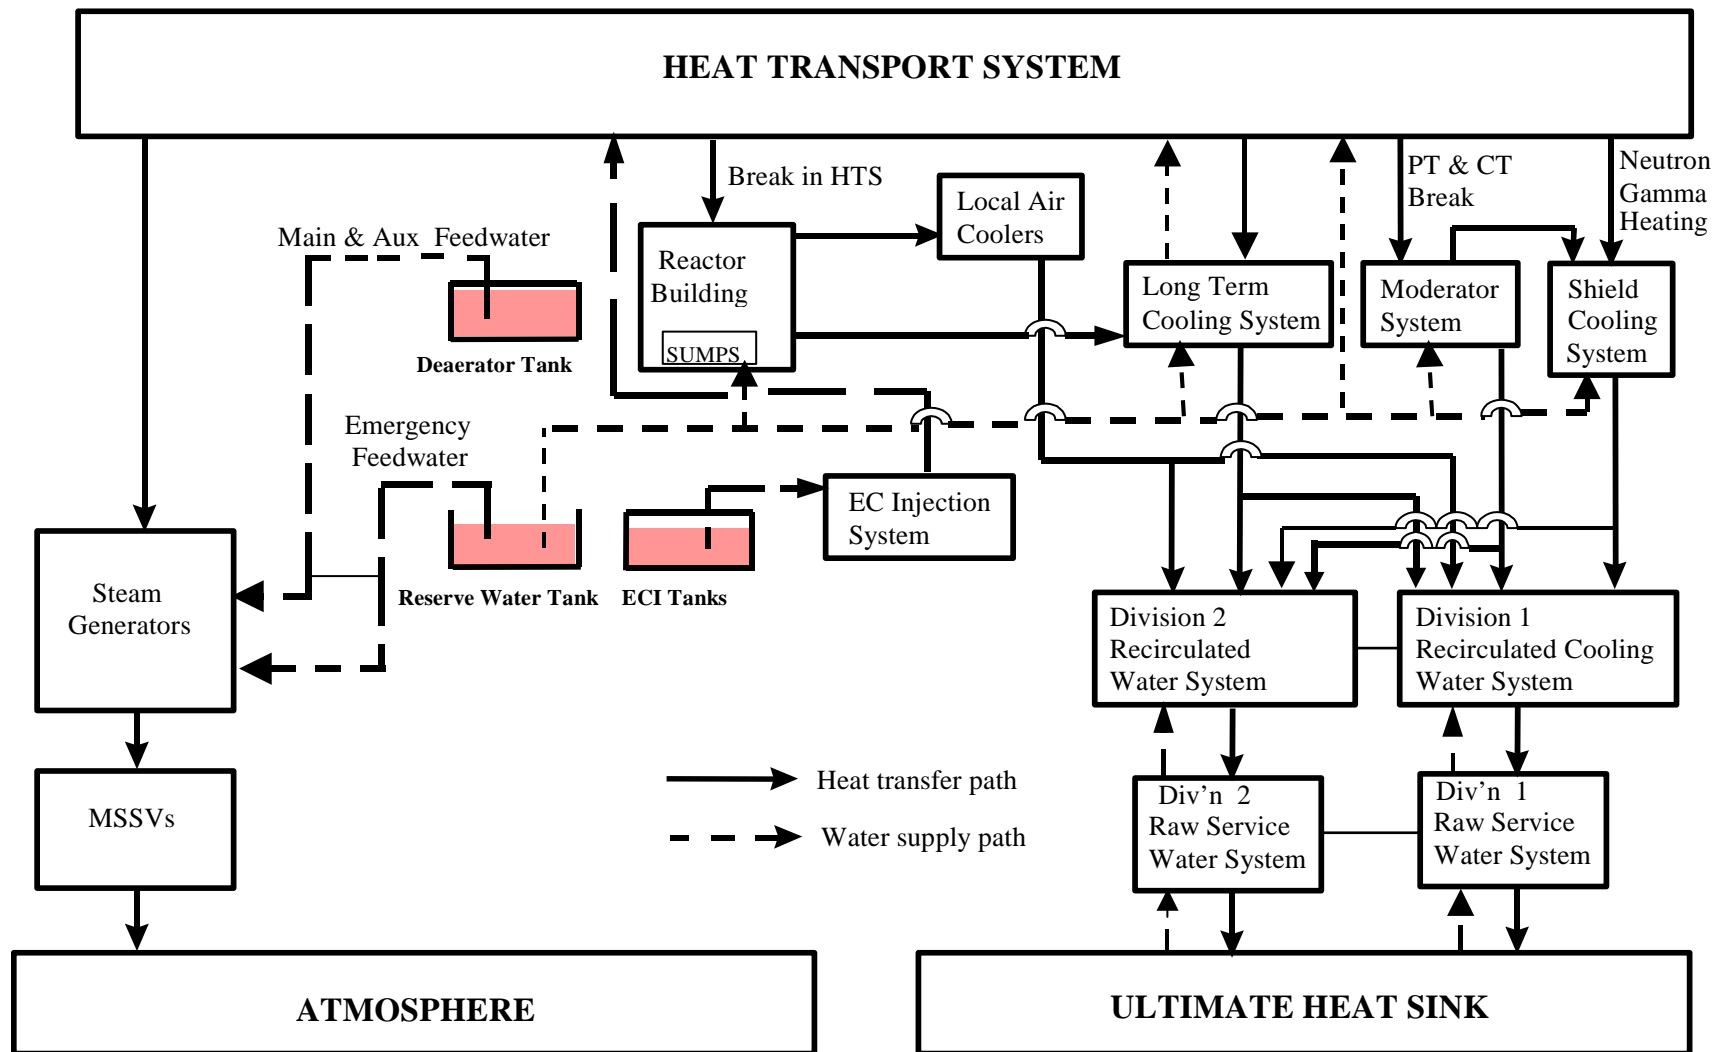 HEAT TRANSPORT SYSTEM
Break in HTS
PT & CT
Break
Neutron
Gamma
Heating
Local Air
Coolers
Main & Aux Feedwater
Reactor
Building
SUMPS
Long Term
Cooling System
Moderator
System
Shield
Cooling
System
Deaerator Tank
Emergency
Feedwater
EC Injection
System
Reserve Water Tank
ECI Tanks
Steam
Generators
Division 2
Recirculated
Water System
Division 1
Recirculated Cooling
Water System
MSSVs
Heat transfer path
Water supply path
Div'n 2
Raw Service
Water System
Div'n 1
Raw Service
Water System
ATMOSPHERE
ULTIMATE HEAT SINK